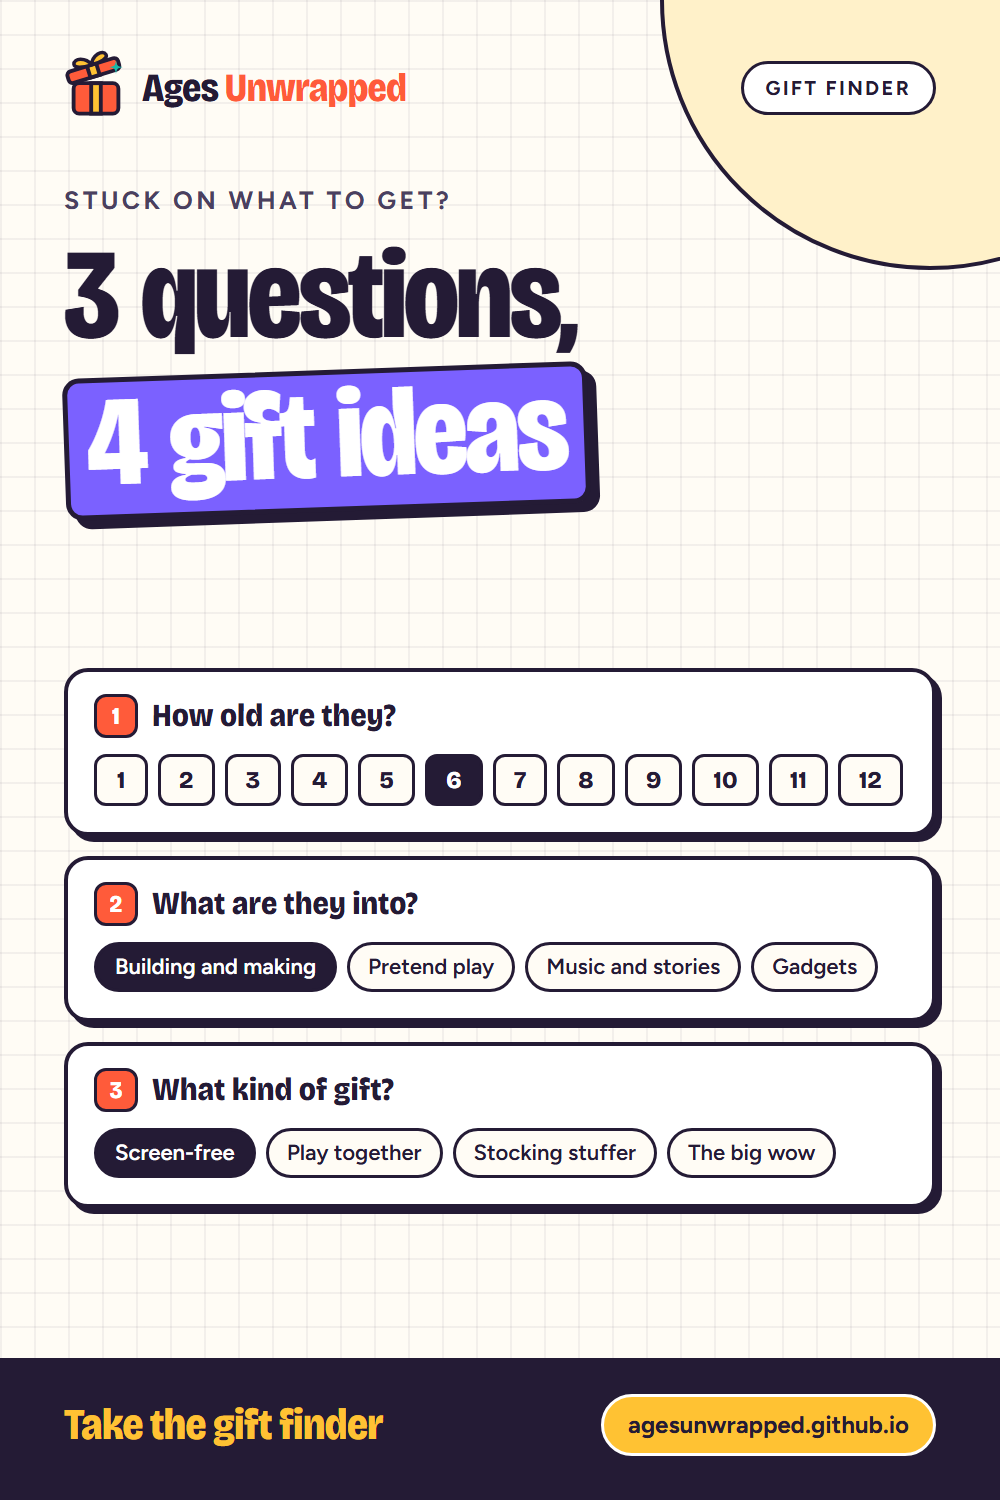 Ages Unwrapped
GIFT FINDER
STUCK ON WHAT TO GET?
3 questions,
4 gift ideas
1 How old are they?
1 2 3 4 5 6 7 8 9 10 11 12
2 What are they into?
Building and making Pretend play Music and stories Gadgets
3 What kind of gift?
Screen-free Play together Stocking stuffer The big wow
Take the gift finder
agesunwrapped.github.io